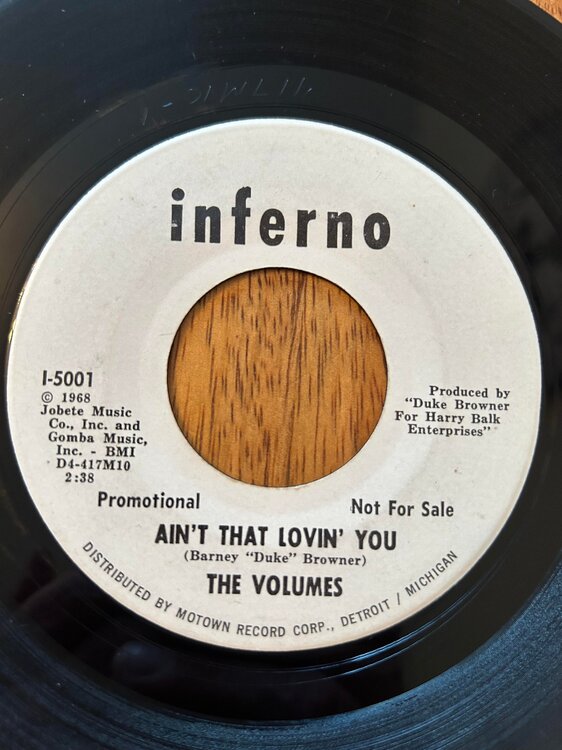 inferno
I-5001
© 1968
Jobete Music
Co., Inc. and
Gomba Music,
Inc. - BMI
D4-417M10
2:38
Produced by
"Duke Browner
For Harry Balk
Enterprises"
Promotional
Not For Sale
AIN'T THAT LOVIN' YOU
(Barney "Duke" Browner)
THE VOLUMES
DISTRIBUTED BY MOTOWN RECORD CORP., DETROIT / MICHIGAN